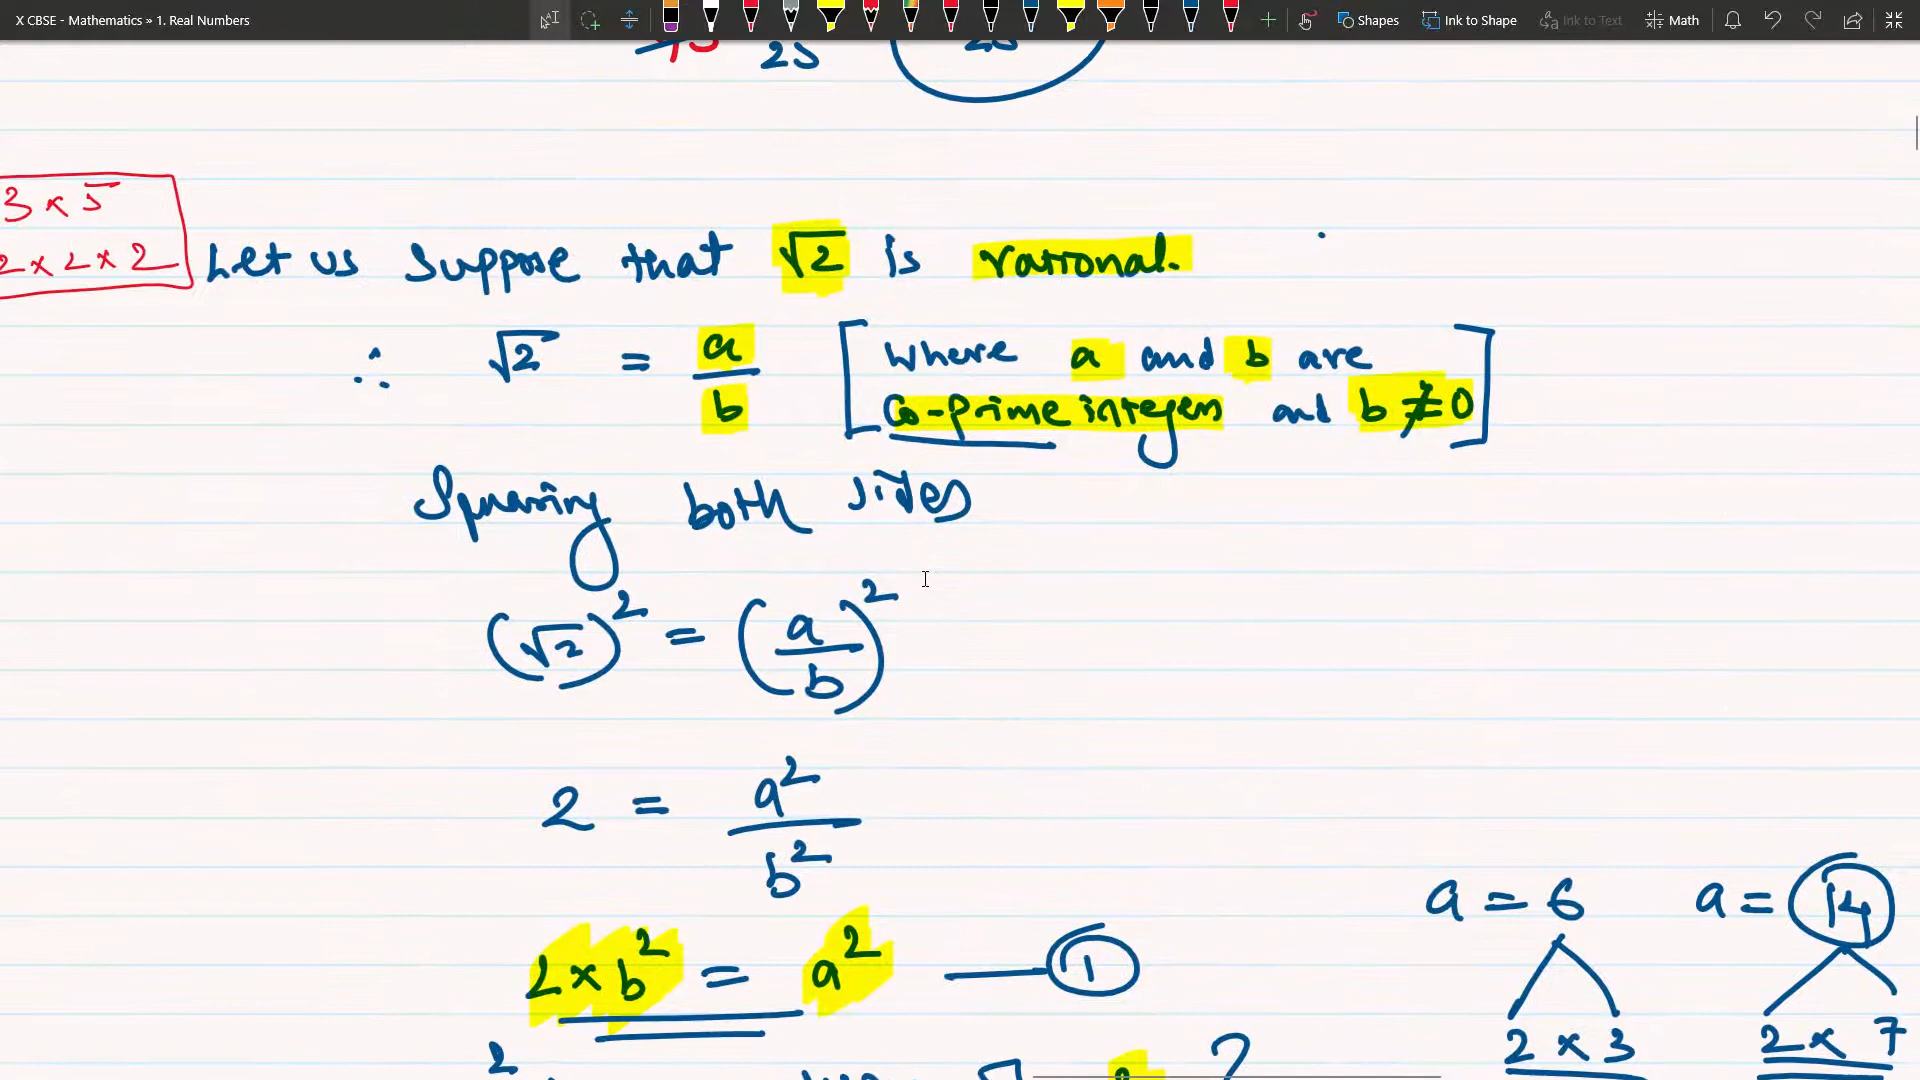 X CBSE - Mathematics » 1. Real Numbers
Shapes
Ink to Shape
Ink to Text
Math
25
3 x 5
2 x 2 x 2
Let us suppose that √2 is rational.
∴ √2 = a/b [where a and b are
Co-prime integers and b ≠ 0]
Squaring both sides
(√2)² = (a/b)²
2 = a²/b²
a = 6 a = 14
2 x b² = a² — 1
2 x 3 2 x 7
2 ?